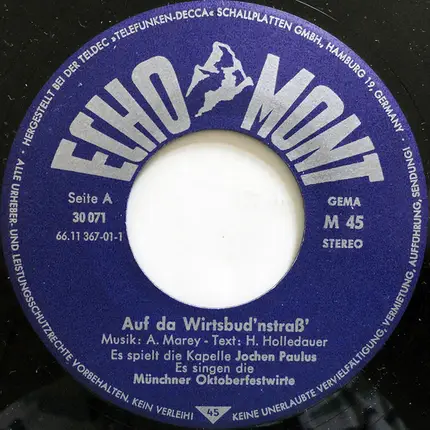 HERGESTELLT BEI DER TELDEC »TELEFUNKEN-DECCA« SCHALLPLATTEN GMBH, HAMBURG 19, GERMANY.
ECHO MONT
Seite A
30 071
66.11 367-01-1
GEMA
M 45
STEREO
Auf da Wirtsbud'nstraß'
Musik: A. Marey - Text: H. Holledauer
Es spielt die Kapelle Jochen Paulus
Es singen die
Münchner Oktoberfestwirte
ALLE URHEBER- UND LEISTUNGSSCHUTZRECHTE VORBEHALTEN. KEIN VERLEIH! KEINE UNERLAUBTE VERVIELFÄLTIGUNG, VERMIETUNG, AUFFÜHRUNG, SENDUNG!
45